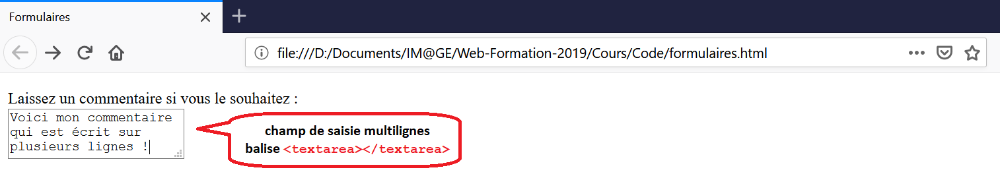 Formulaires
file:///D:/Documents/IM@GE/Web-Formation-2019/Cours/Code/formulaires.html
Laissez un commentaire si vous le souhaitez :
Voici mon commentaire
qui est écrit sur
plusieurs lignes !
champ de saisie multilignes
balise <textarea></textarea>